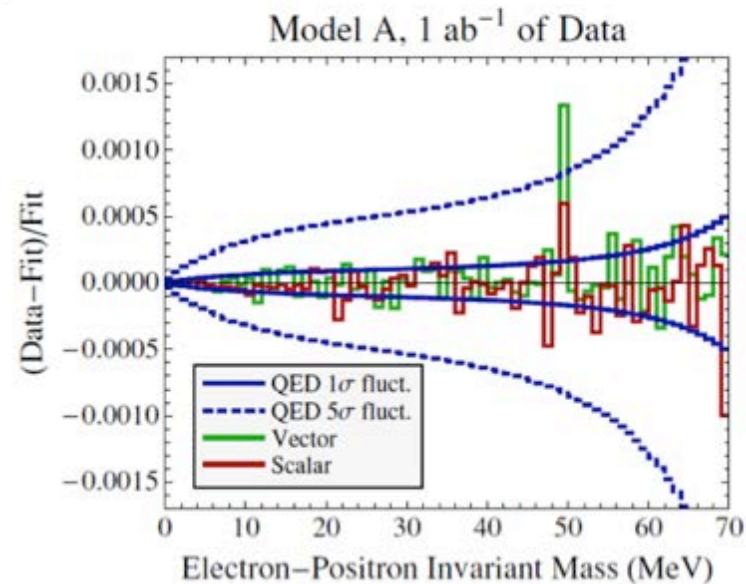 Model A, 1 ab⁻¹ of Data
(Data−Fit)/Fit
0.0015
0.0010
0.0005
0.0000
−0.0005
−0.0010
−0.0015
QED 1σ fluct.
QED 5σ fluct.
Vector
Scalar
0 10 20 30 40 50 60 70
Electron−Positron Invariant Mass (MeV)